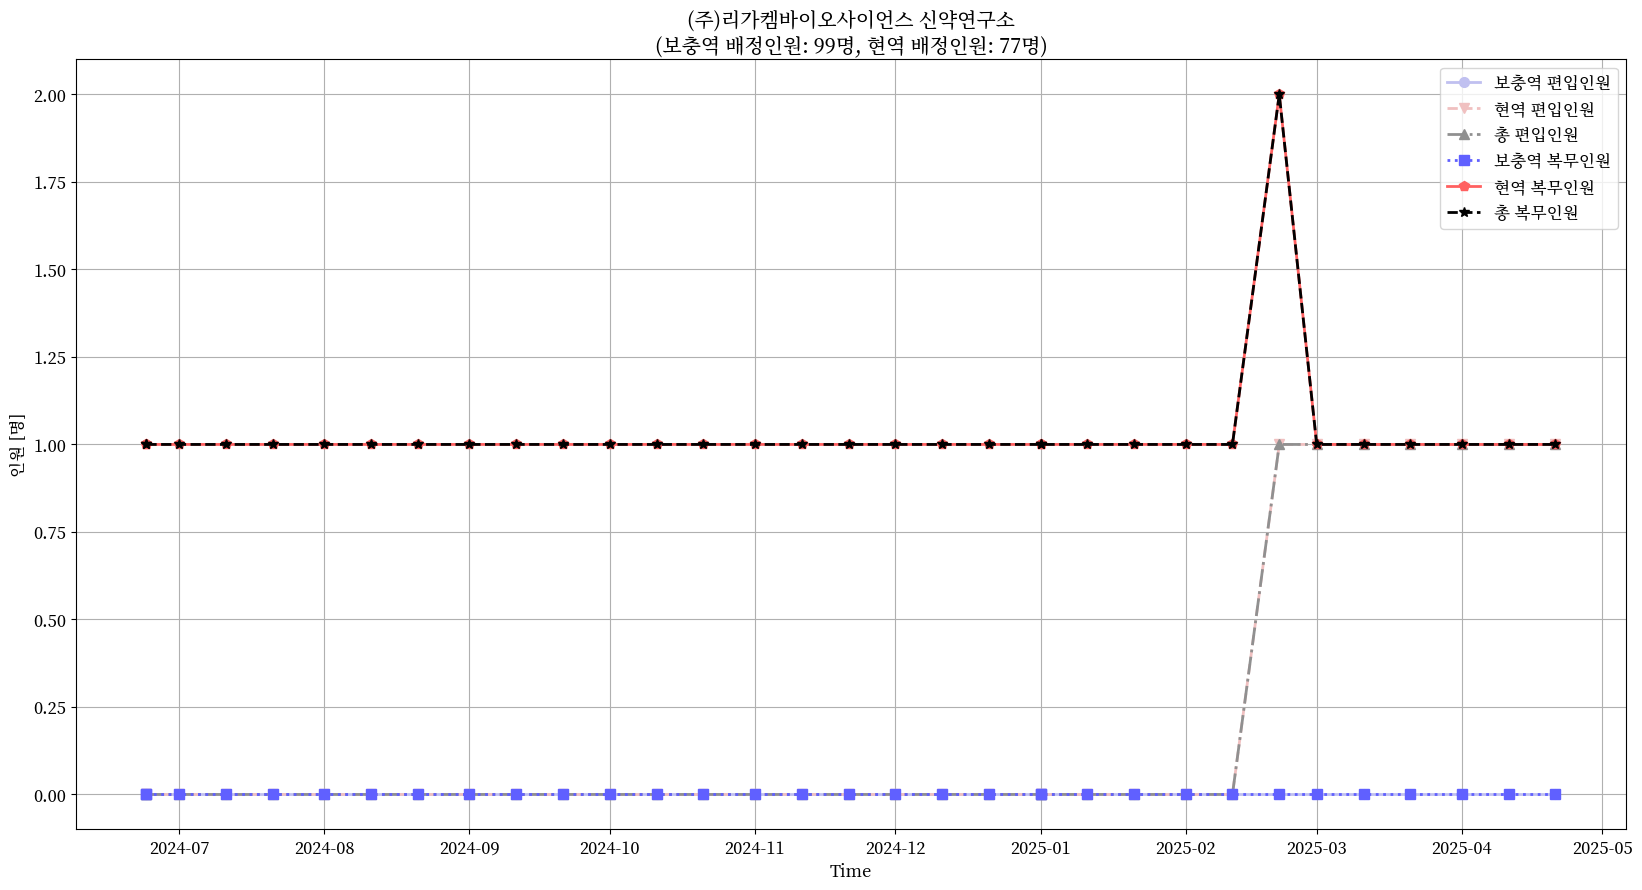 (주)리가켐바이오사이언스 신약연구소
(보충역 배정인원: 99명, 현역 배정인원: 77명)
보충역 편입인원
현역 편입인원
총 편입인원
보충역 복무인원
현역 복무인원
총 복무인원
2.00
1.75
1.50
1.25
1.00
0.75
0.50
0.25
0.00
인원 [명]
2024-07 2024-08 2024-09 2024-10 2024-11 2024-12 2025-01 2025-02 2025-03 2025-04 2025-05
Time